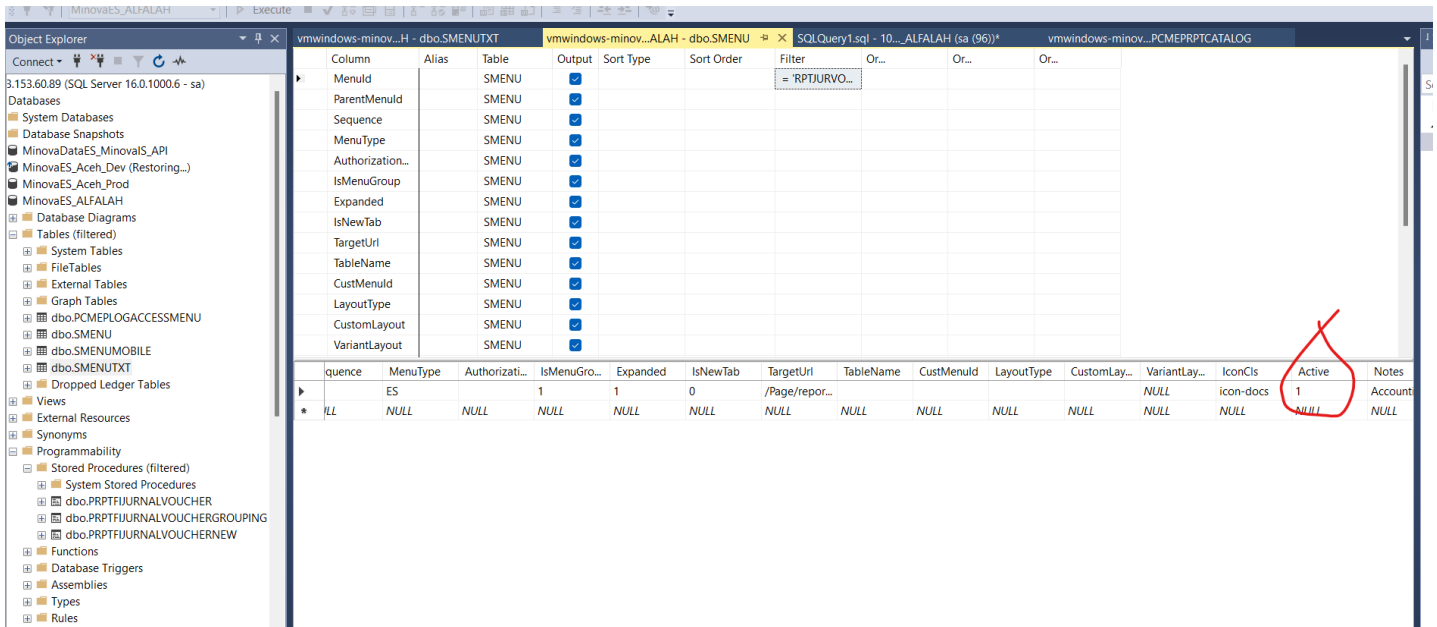 MinovaES_ALFALAH Execute
Object Explorer
Connect
3.153.60.89 (SQL Server 16.0.1000.6 - sa)
Databases
System Databases
Database Snapshots
MinovaDataES_MinovaIS_API
MinovaES_Aceh_Dev (Restoring...)
MinovaES_Aceh_Prod
MinovaES_ALFALAH
Database Diagrams
Tables (filtered)
System Tables
FileTables
External Tables
Graph Tables
dbo.PCMEPLOGACCESSMENU
dbo.SMENU
dbo.SMENUMOBILE
dbo.SMENUTXT
Dropped Ledger Tables
Views
External Resources
Synonyms
Programmability
Stored Procedures (filtered)
System Stored Procedures
dbo.PRPTFIJURNALVOUCHER
dbo.PRPTFIJURNALVOUCHERGROUPING
dbo.PRPTFIJURNALVOUCHERNEW
Functions
Database Triggers
Assemblies
Types
Rules
vmwindows-minov...H - dbo.SMENUTXT vmwindows-minov...ALAH - dbo.SMENU SQLQuery1.sql - 10..._ALFALAH (sa (96))* vmwindows-minov...PCMEPRPTCATALOG
Column Alias Table Output Sort Type Sort Order Filter Or... Or... Or...
MenuId SMENU = 'RPTJURVO...
ParentMenuId SMENU
Sequence SMENU
MenuType SMENU
Authorization... SMENU
IsMenuGroup SMENU
Expanded SMENU
IsNewTab SMENU
TargetUrl SMENU
TableName SMENU
CustMenuId SMENU
LayoutType SMENU
CustomLayout SMENU
VariantLayout SMENU
quence MenuType Authorizati... IsMenuGro... Expanded IsNewTab TargetUrl TableName CustMenuId LayoutType CustomLay... VariantLay... IconCls Active Notes
ES 1 1 0 /Page/repor... NULL icon-docs 1 Accounti
* ULL NULL NULL NULL NULL NULL NULL NULL NULL NULL NULL NULL NULL NULL NULL